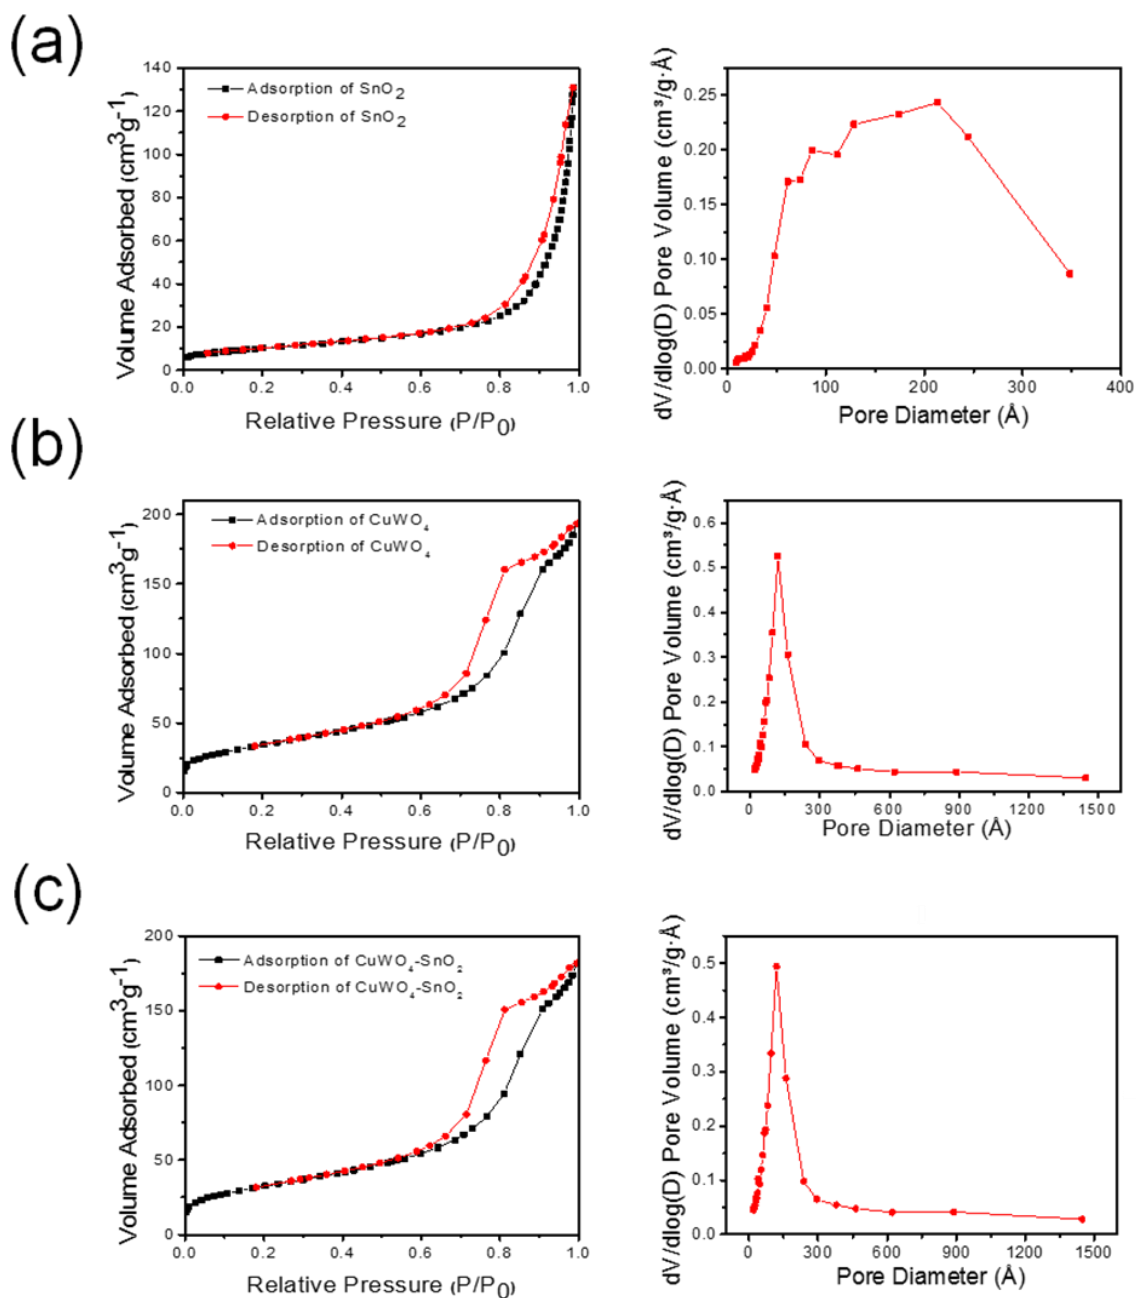 (a)
140
120
100
80
60
40
20
0
Volume Adsorbed (cm³g⁻¹)
Adsorption of SnO₂
Desorption of SnO₂
0.0 0.2 0.4 0.6 0.8 1.0
Relative Pressure (P/P₀)
0.25
0.20
0.15
0.10
0.05
0.00
dV/dlog(D) Pore Volume (cm³/g·Å)
0 100 200 300 400
Pore Diameter (Å)
(b)
200
150
100
50
0
Volume Adsorbed (cm³g⁻¹)
Adsorption of CuWO₄
Desorption of CuWO₄
0.0 0.2 0.4 0.6 0.8 1.0
Relative Pressure (P/P₀)
0.6
0.5
0.4
0.3
0.2
0.1
0.0
dV/dlog(D) Pore Volume (cm³/g·Å)
0 300 600 900 1200 1500
Pore Diameter (Å)
(c)
200
150
100
50
0
Volume Adsorbed (cm³g⁻¹)
Adsorption of CuWO₄-SnO₂
Desorption of CuWO₄-SnO₂
0.0 0.2 0.4 0.6 0.8 1.0
Relative Pressure (P/P₀)
0.5
0.4
0.3
0.2
0.1
0.0
dV/dlog(D) Pore Volume (cm³/g·Å)
0 300 600 900 1200 1500
Pore Diameter (Å)